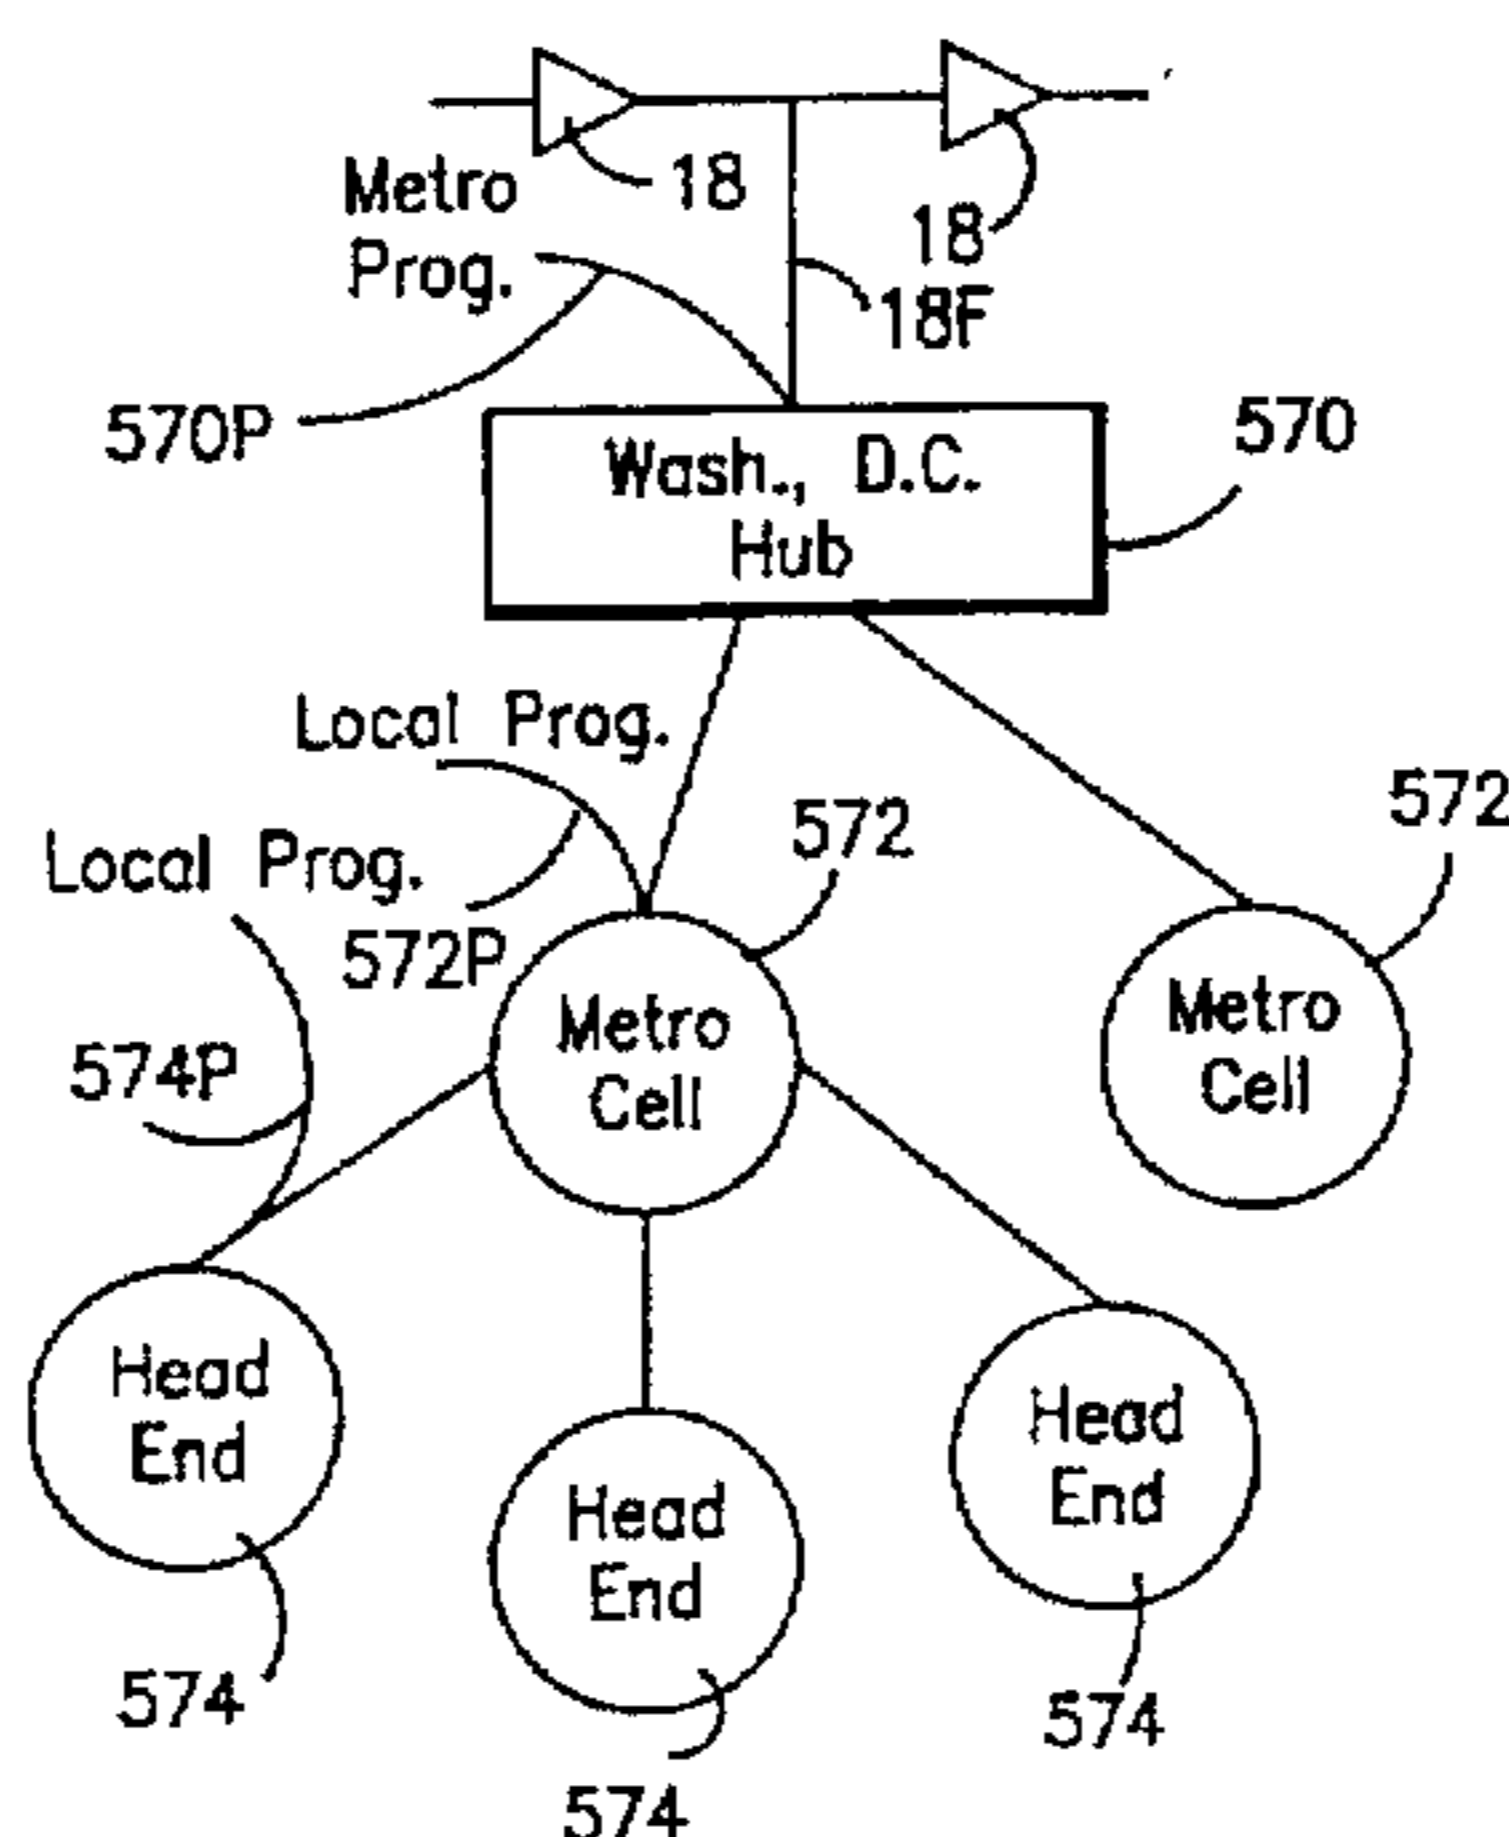 Metro
Prog.
18
18
18F
570P
570
Wash., D.C.
Hub
Local Prog.
Local Prog.
572P
572
572
574P
Metro
Cell
Metro
Cell
Head
End
Head
End
Head
End
574
574
574